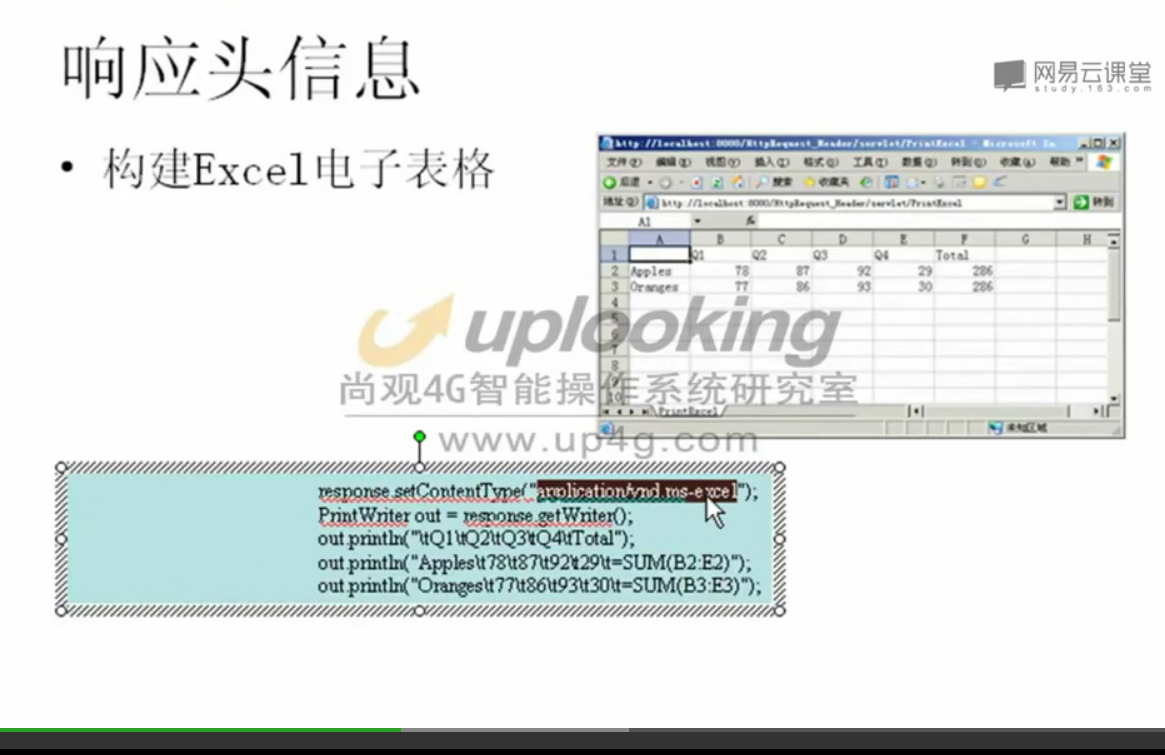 响应头信息
网易云课堂
study.163.com
• 构建Excel电子表格
http://localhost:8080/HttpRequest_Header/servlet/PrintExcel - Microsoft In
文件(F) 编辑(E) 视图(V) 插入(I) 格式(O) 工具(T) 数据(D) 转到(G) 收藏(A) 帮助 »
后退 搜索 收藏夹
地址(D) http://localhost:8080/HttpRequest_Header/servlet/PrintExcel 转到
A1 fx
A B C D E F G H
1 Q1 Q2 Q3 Q4 Total
2 Apples 78 87 92 29 286
3 Oranges 77 86 93 30 286
4
5
6
7
8
9
10
PrintExcel
未知区域
uplooking
尚观4G智能操作系统研究室
www.up4g.com
response.setContentType("application/vnd.ms-excel");
PrintWriter out = response.getWriter();
out.println("\tQ1\tQ2\tQ3\tQ4\tTotal");
out.println("Apples\t78\t87\t92\t29\t=SUM(B2:E2)");
out.println("Oranges\t77\t86\t93\t30\t=SUM(B3:E3)");